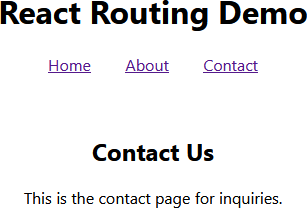 React Routing Demo
Home About Contact
Contact Us
This is the contact page for inquiries.